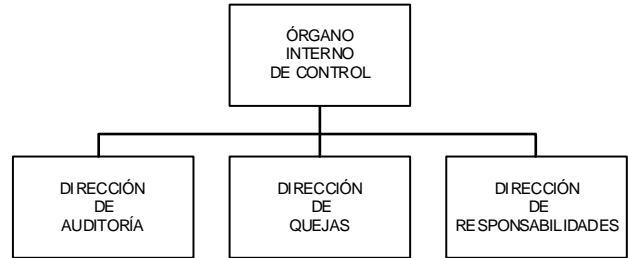 ÓRGANO
INTERNO
DE CONTROL
DIRECCIÓN
DE
AUDITORÍA
DIRECCIÓN
DE
QUEJAS
DIRECCIÓN
DE
RESPONSABILIDADES